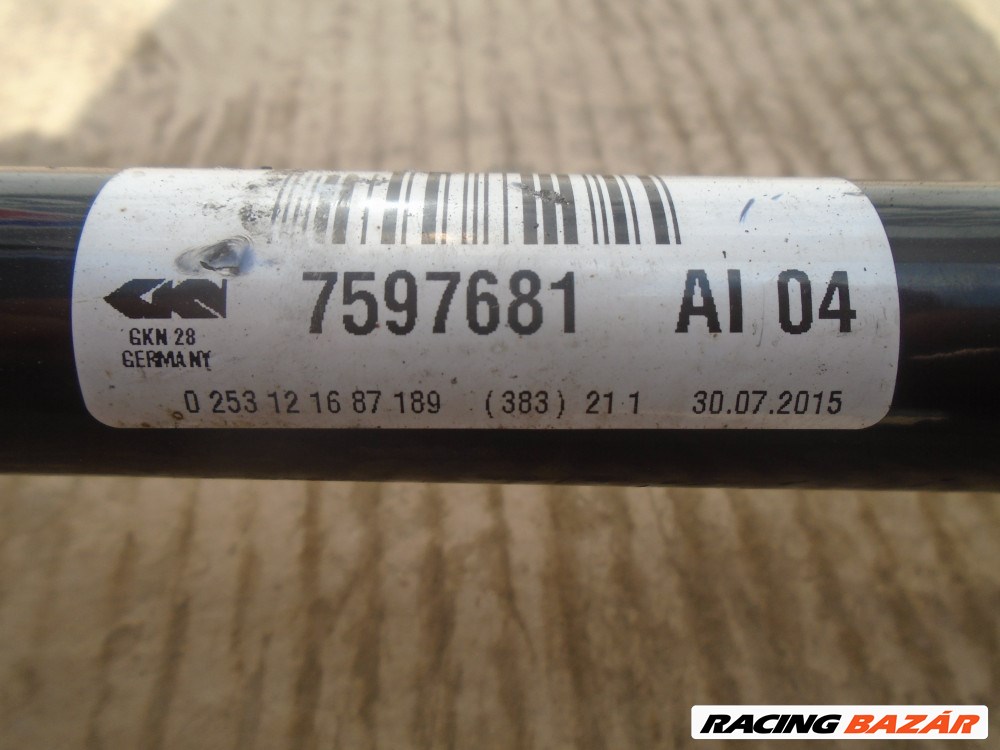 GKN
7597681 AI 04
GKN 28
GERMANY
0 253 12 16 87 189 (383) 21 1 30.07.2015
RACING BAZÁR